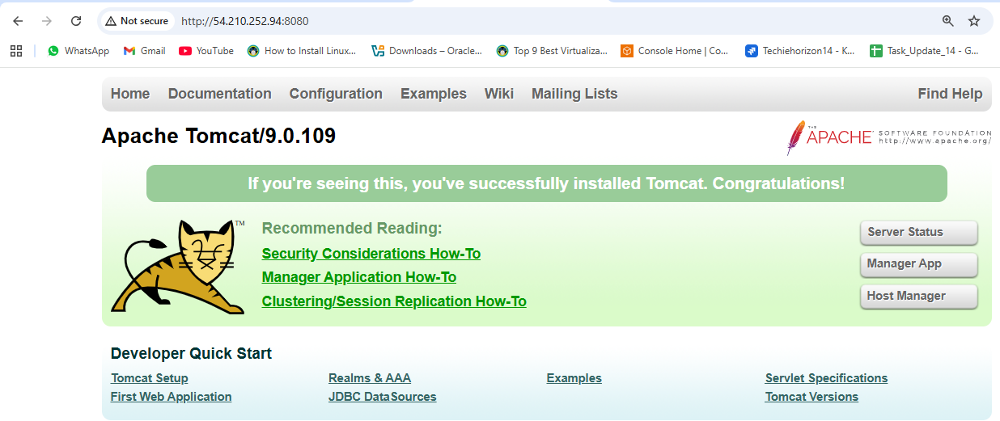 Not secure http://54.210.252.94:8080
WhatsApp Gmail YouTube How to Install Linux... Downloads – Oracle... Top 9 Best Virtualiza... Console Home | Co... Techiehorizon14 - K... Task_Update_14 - G...
Home Documentation Configuration Examples Wiki Mailing Lists Find Help
Apache Tomcat/9.0.109
THE APACHE SOFTWARE FOUNDATION
http://www.apache.org/
If you're seeing this, you've successfully installed Tomcat. Congratulations!
TM
Recommended Reading:
Security Considerations How-To
Manager Application How-To
Clustering/Session Replication How-To
Server Status
Manager App
Host Manager
Developer Quick Start
Tomcat Setup Realms & AAA Examples Servlet Specifications
First Web Application JDBC DataSources Tomcat Versions